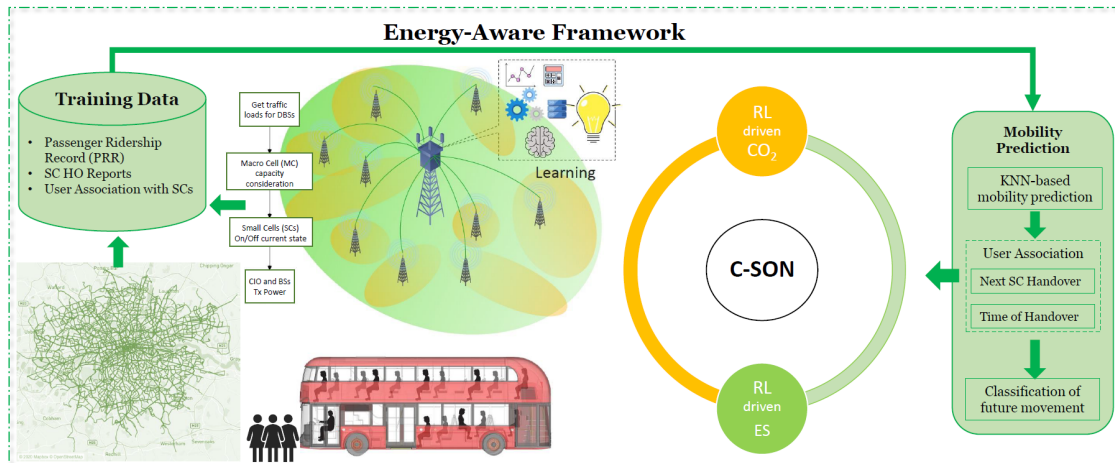 Energy-Aware Framework
Training Data
• Passenger Ridership
Record (PRR)
• SC HO Reports
• User Association with SCs
Get traffic
loads for DBSs
Macro Cell (MC)
capacity
consideration
Small Cells (SCs)
On/Off current state
CIO and BSs
Tx Power
Learning
RL
driven
CO2
C-SON
RL
driven
ES
Mobility
Prediction
KNN-based
mobility prediction
User Association
Next SC Handover
Time of Handover
Classification of
future movement
Chipping Ongar
Watford